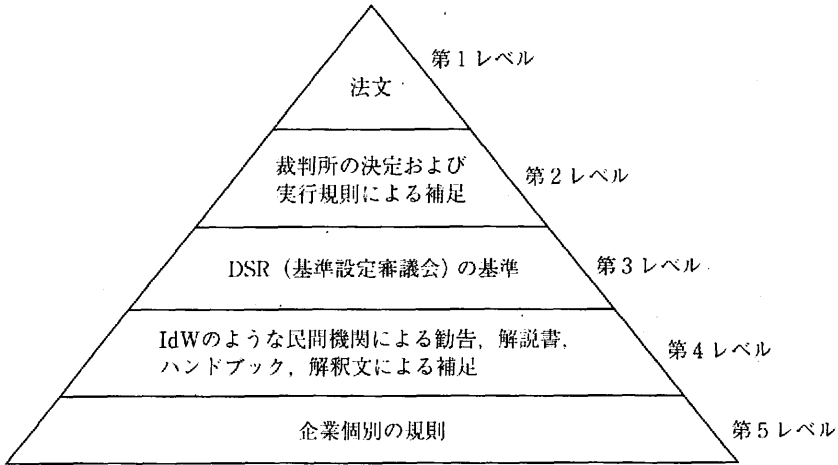 第1レベル
法文
裁判所の決定および
実行規則による補足
第2レベル
DSR（基準設定審議会）の基準
第3レベル
IdWのような民間機関による勧告，解説書，
ハンドブック，解釈文による補足
第4レベル
企業個別の規則
第5レベル